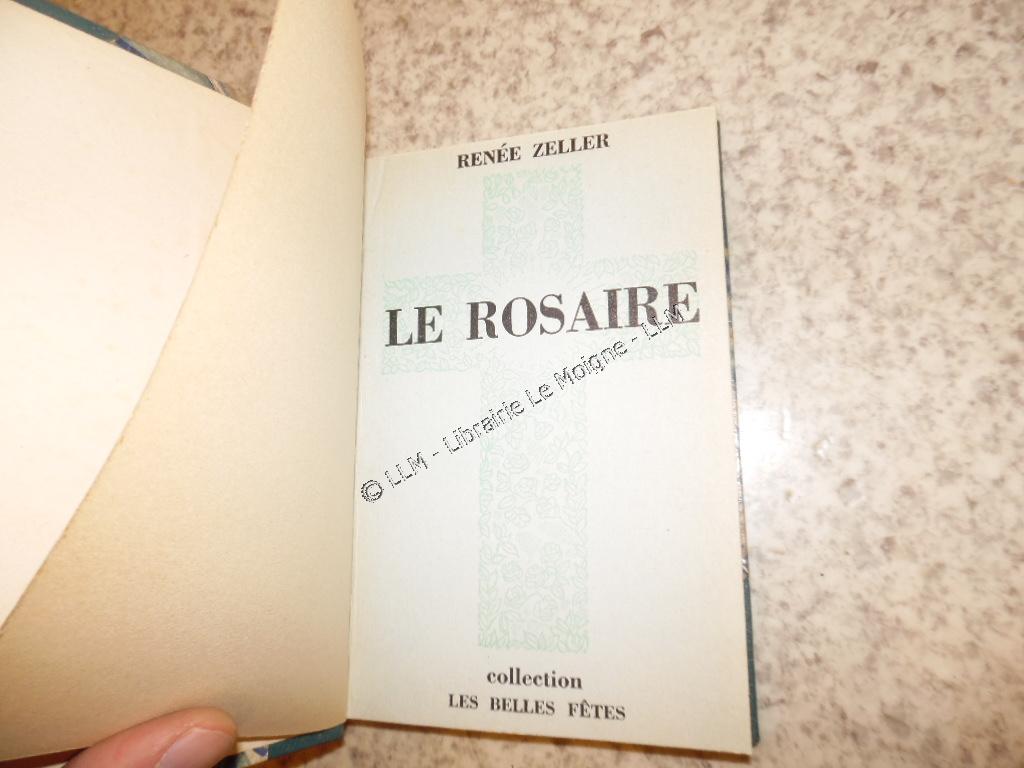 RENÉE ZELLER
LE ROSAIRE
© LLM - Librairie Le Moigne - LLM
collection
LES BELLES FÊTES